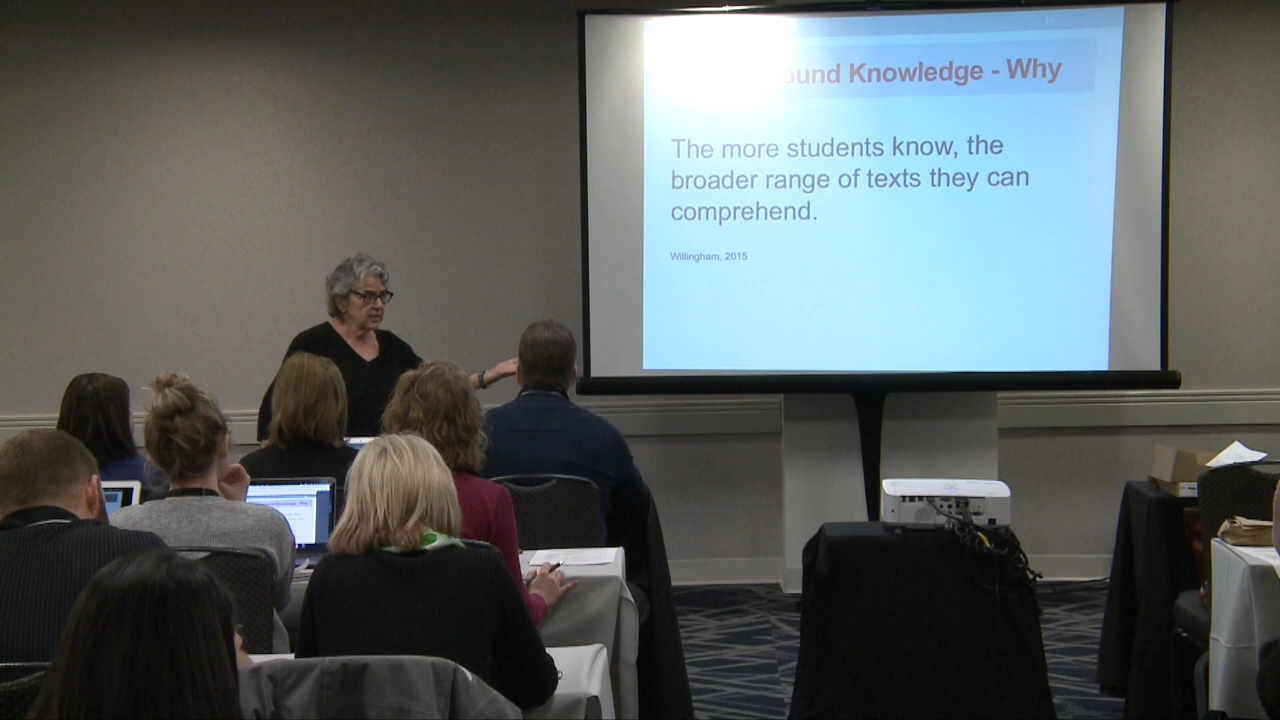 ound Knowledge - Why
The more students know, the
broader range of texts they can
comprehend.
Willingham, 2015